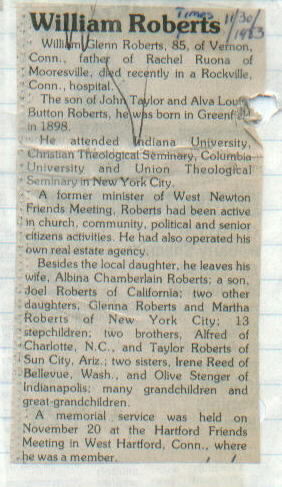 William Roberts
Times 11/30/1983
William Glenn Roberts, 85, of Vernon,
Conn., father of Rachel Ruona of
Mooresville, died recently in a Rockville,
Conn., hospital.
The son of John Taylor and Alva
Button Roberts, he was born in
in 1898.
He attended Indiana University,
Christian Theological Seminary, Columbia
University and Union Theological
Seminary in New York City.
A former minister of West Newton
Friends Meeting, Roberts had been active
in church, community, political and senior
citizens activities. He had also operated his
own real estate agency.
Besides the local daughter, he leaves his
wife, Albina Chamberlain Roberts; a son,
Joel Roberts of California; two other
daughters, Glenna Roberts and Martha
Roberts of New York City; 13
stepchildren; two brothers, Alfred of
Charlotte, N.C., and Taylor Roberts of
Sun City, Ariz.; two sisters, Irene Reed of
Bellevue, Wash., and Olive Stenger of
Indianapolis; many grandchildren and
great-grandchildren.
A memorial service was held on
November 20 at the Hartford Friends
Meeting in West Hartford, Conn., where
he was a member.